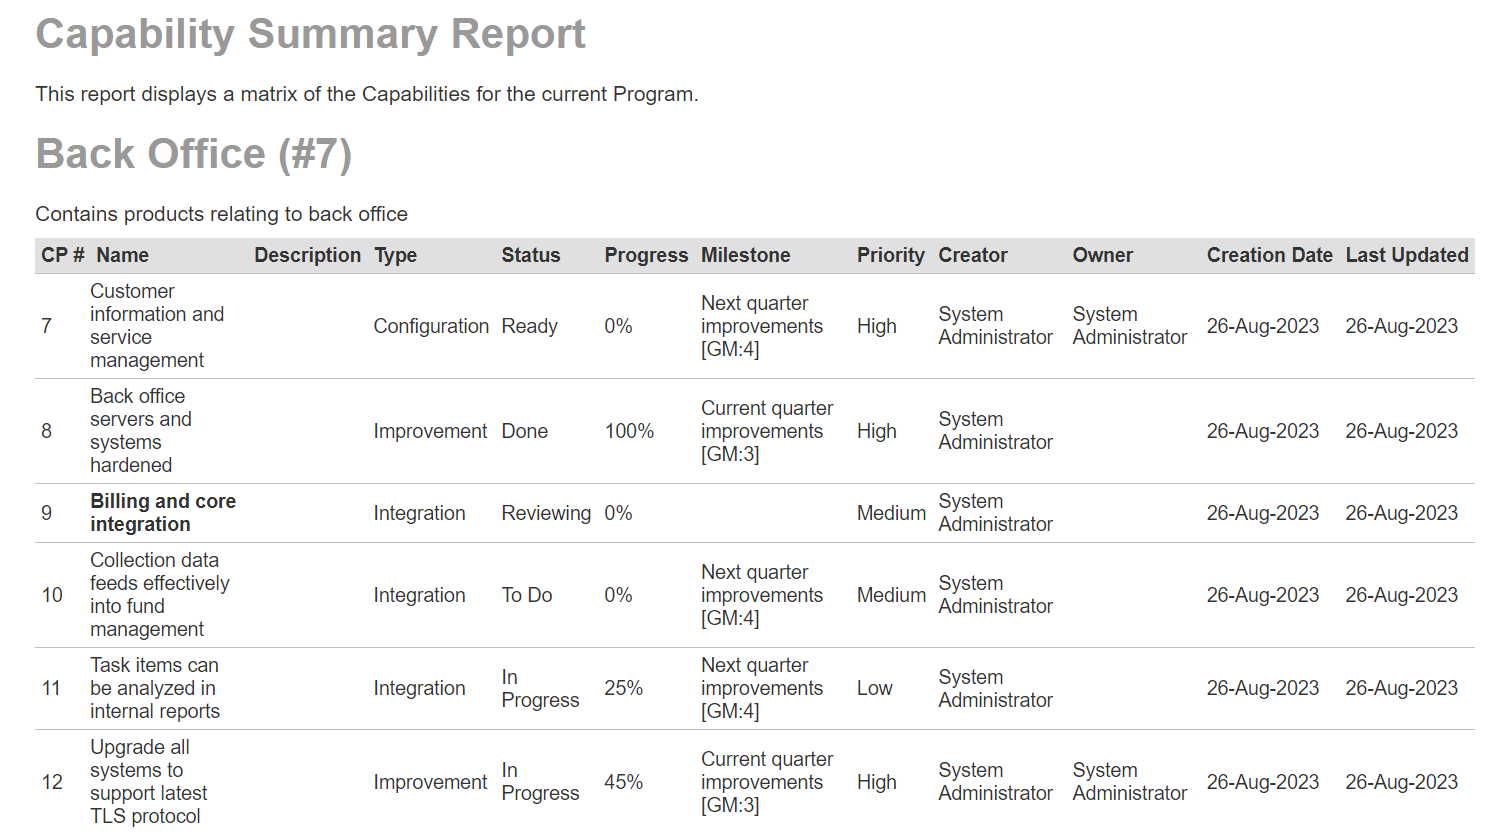 Capability Summary Report
This report displays a matrix of the Capabilities for the current Program.
Back Office (#7)
Contains products relating to back office
CP # Name Description Type Status Progress Milestone Priority Creator Owner Creation Date Last Updated
7 Customer information and service management Configuration Ready 0% Next quarter improvements [GM:4] High System Administrator System Administrator 26-Aug-2023 26-Aug-2023
8 Back office servers and systems hardened Improvement Done 100% Current quarter improvements [GM:3] High System Administrator 26-Aug-2023 26-Aug-2023
9 Billing and core integration Integration Reviewing 0% Medium System Administrator 26-Aug-2023 26-Aug-2023
10 Collection data feeds effectively into fund management Integration To Do 0% Next quarter improvements [GM:4] Medium System Administrator 26-Aug-2023 26-Aug-2023
11 Task items can be analyzed in internal reports Integration In Progress 25% Next quarter improvements [GM:4] Low System Administrator 26-Aug-2023 26-Aug-2023
12 Upgrade all systems to support latest TLS protocol Improvement In Progress 45% Current quarter improvements [GM:3] High System Administrator System Administrator 26-Aug-2023 26-Aug-2023